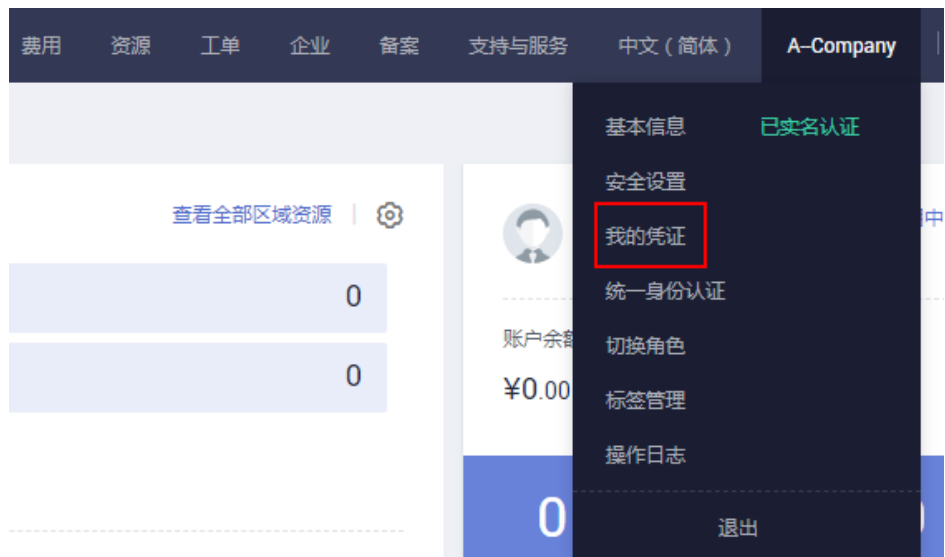 费用 资源 工单 企业 备案 支持与服务 中文（简体） A-Company
基本信息 已实名认证
安全设置
查看全部区域资源
我的凭证
中
统一身份认证
0
切换角色
账户余额
0
¥0.00
标签管理
操作日志
0
退出